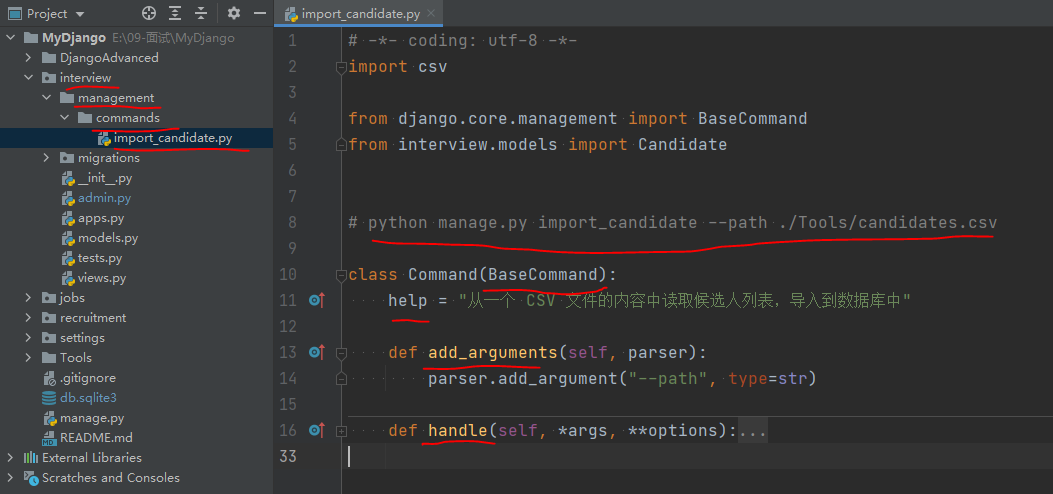 Project
MyDjango E:\09-面试\MyDjango
DjangoAdvanced
interview
management
commands
import_candidate.py
migrations
__init__.py
admin.py
apps.py
models.py
tests.py
views.py
jobs
recruitment
settings
Tools
.gitignore
db.sqlite3
manage.py
README.md
External Libraries
Scratches and Consoles
import_candidate.py
1 # -*- coding: utf-8 -*-
2 import csv
3
4 from django.core.management import BaseCommand
5 from interview.models import Candidate
6
7
8 # python manage.py import_candidate --path ./Tools/candidates.csv
9
10 class Command(BaseCommand):
11 help = "从一个 CSV 文件的内容中读取候选人列表，导入到数据库中"
12
13 def add_arguments(self, parser):
14 parser.add_argument("--path", type=str)
15
16 def handle(self, *args, **options):...
33